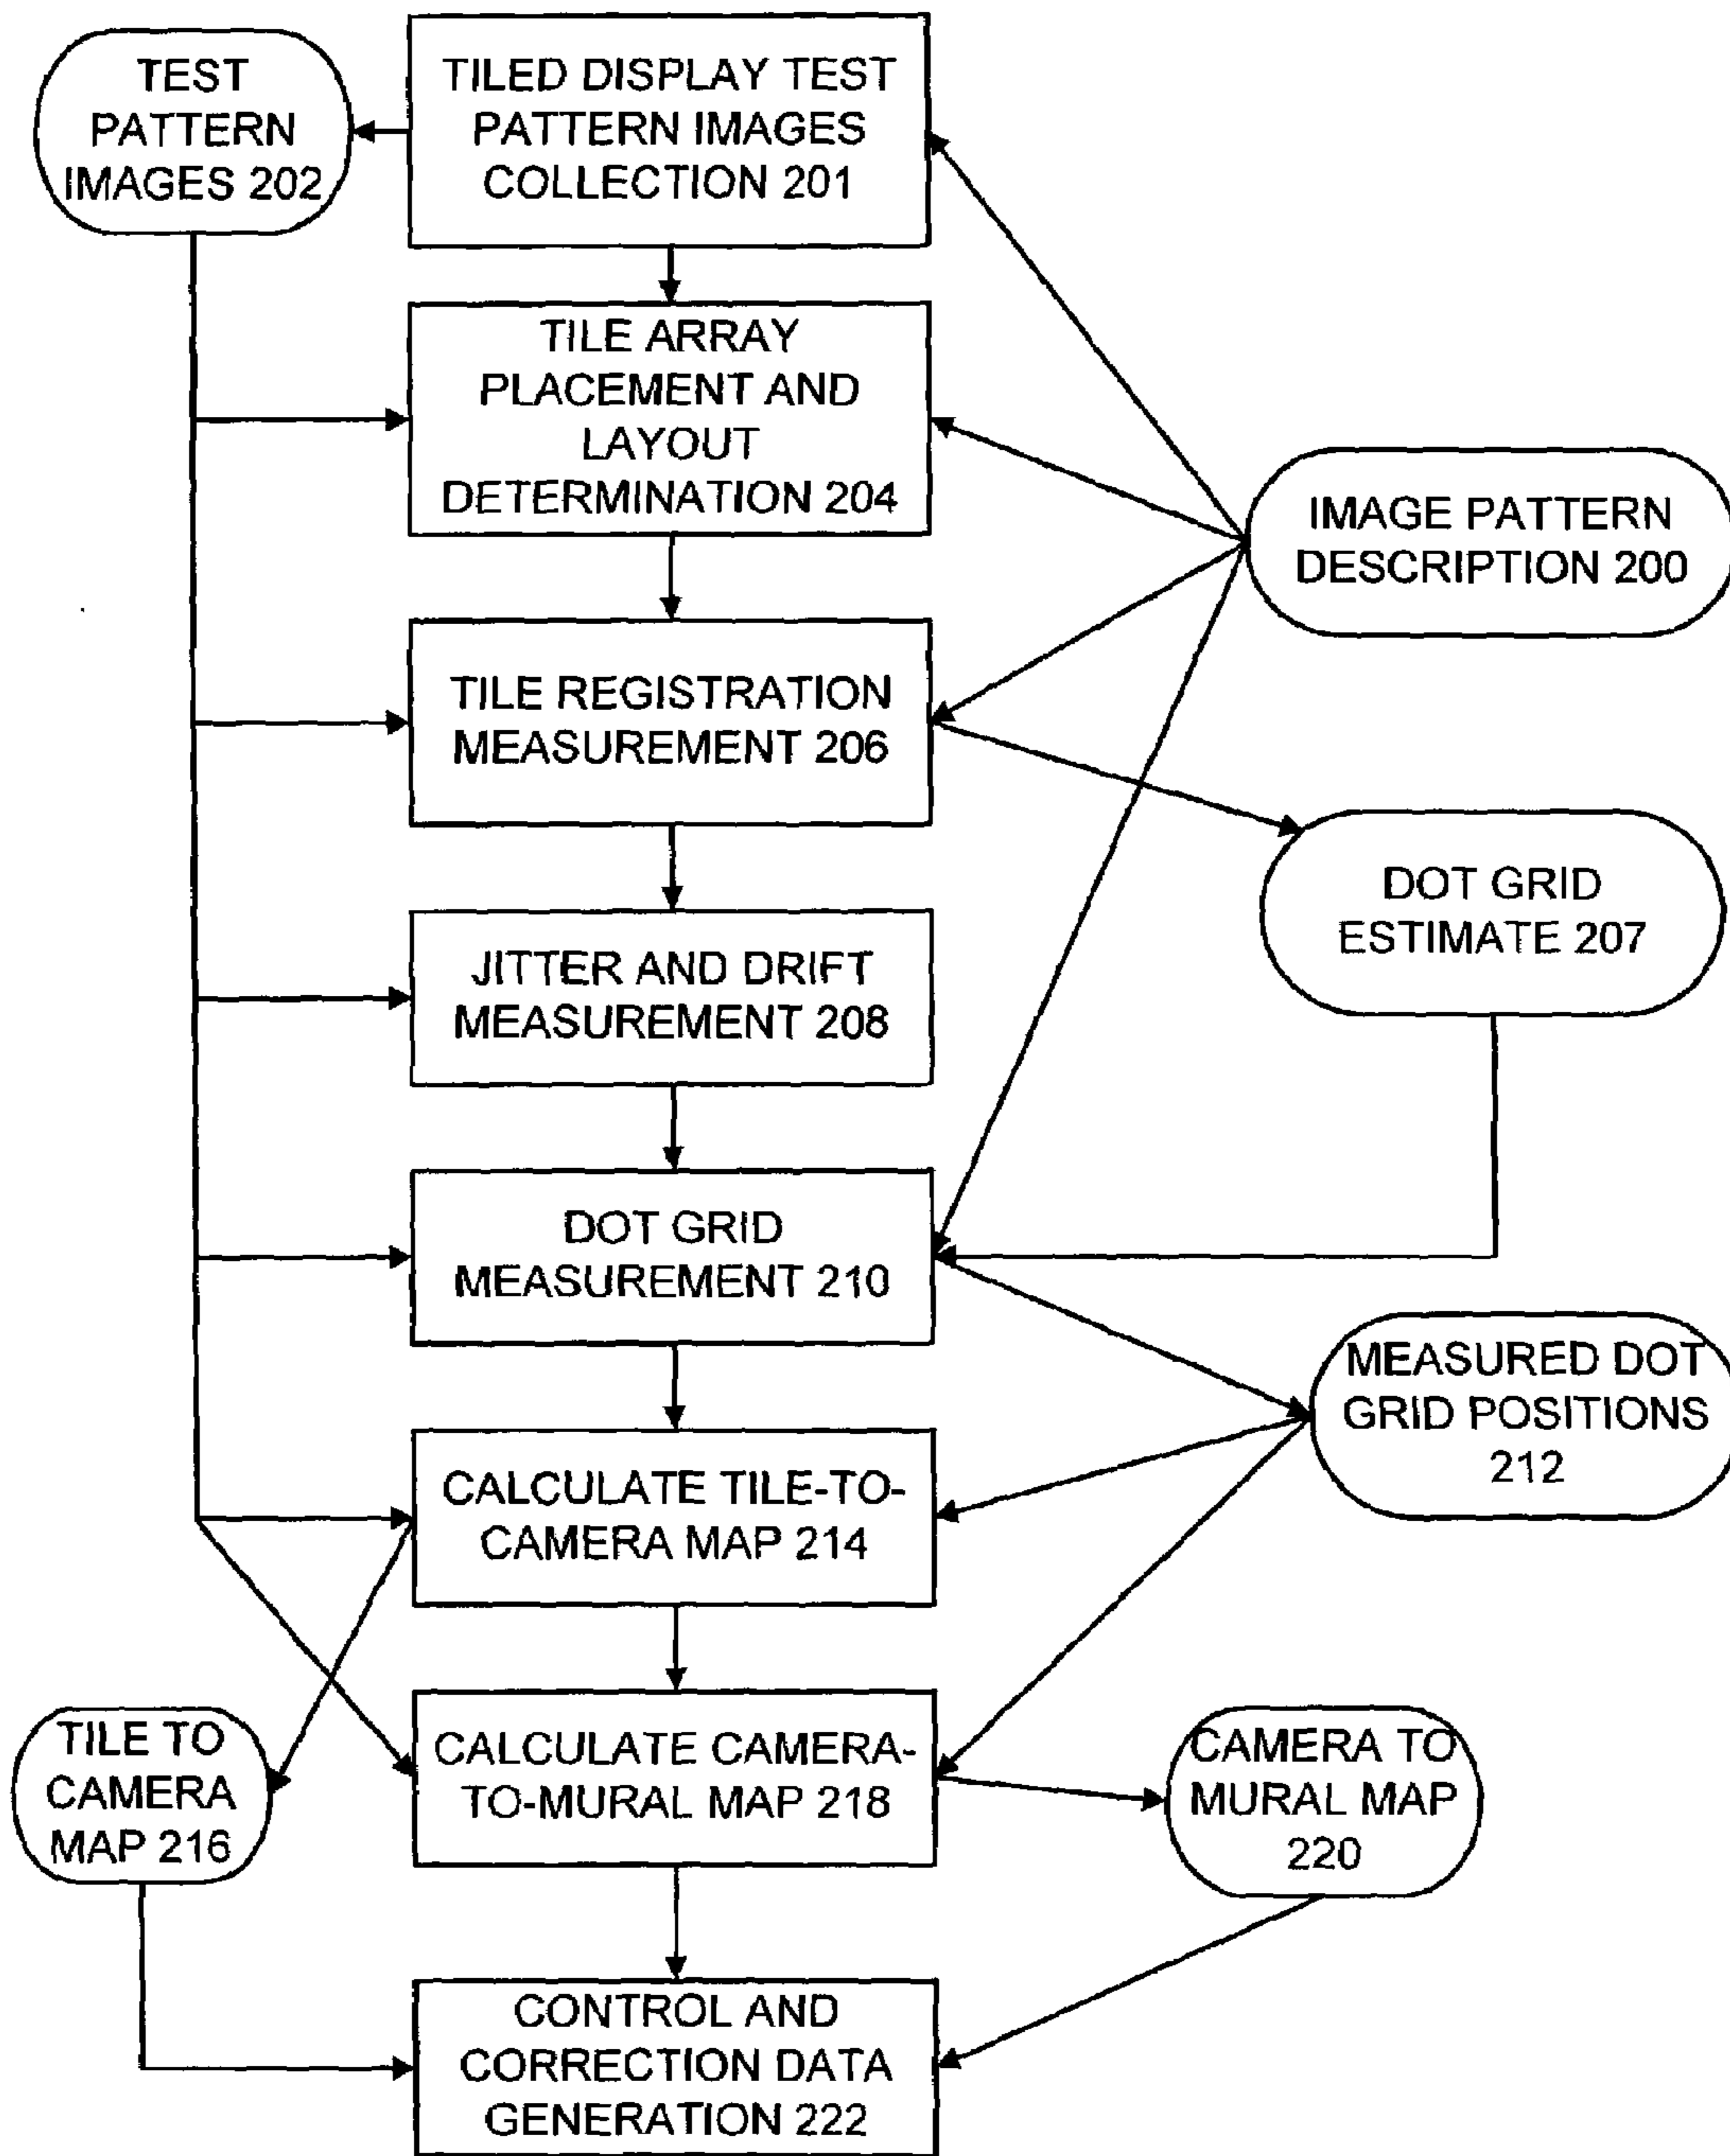 TEST
PATTERN
IMAGES 202
TILED DISPLAY TEST
PATTERN IMAGES
COLLECTION 201
TILE ARRAY
PLACEMENT AND
LAYOUT
DETERMINATION 204
IMAGE PATTERN
DESCRIPTION 200
TILE REGISTRATION
MEASUREMENT 206
DOT GRID
ESTIMATE 207
JITTER AND DRIFT
MEASUREMENT 208
DOT GRID
MEASUREMENT 210
MEASURED DOT
GRID POSITIONS
212
CALCULATE TILE-TO-
CAMERA MAP 214
TILE TO
CAMERA
MAP 216
CALCULATE CAMERA-
TO-MURAL MAP 218
CAMERA TO
MURAL MAP
220
CONTROL AND
CORRECTION DATA
GENERATION 222